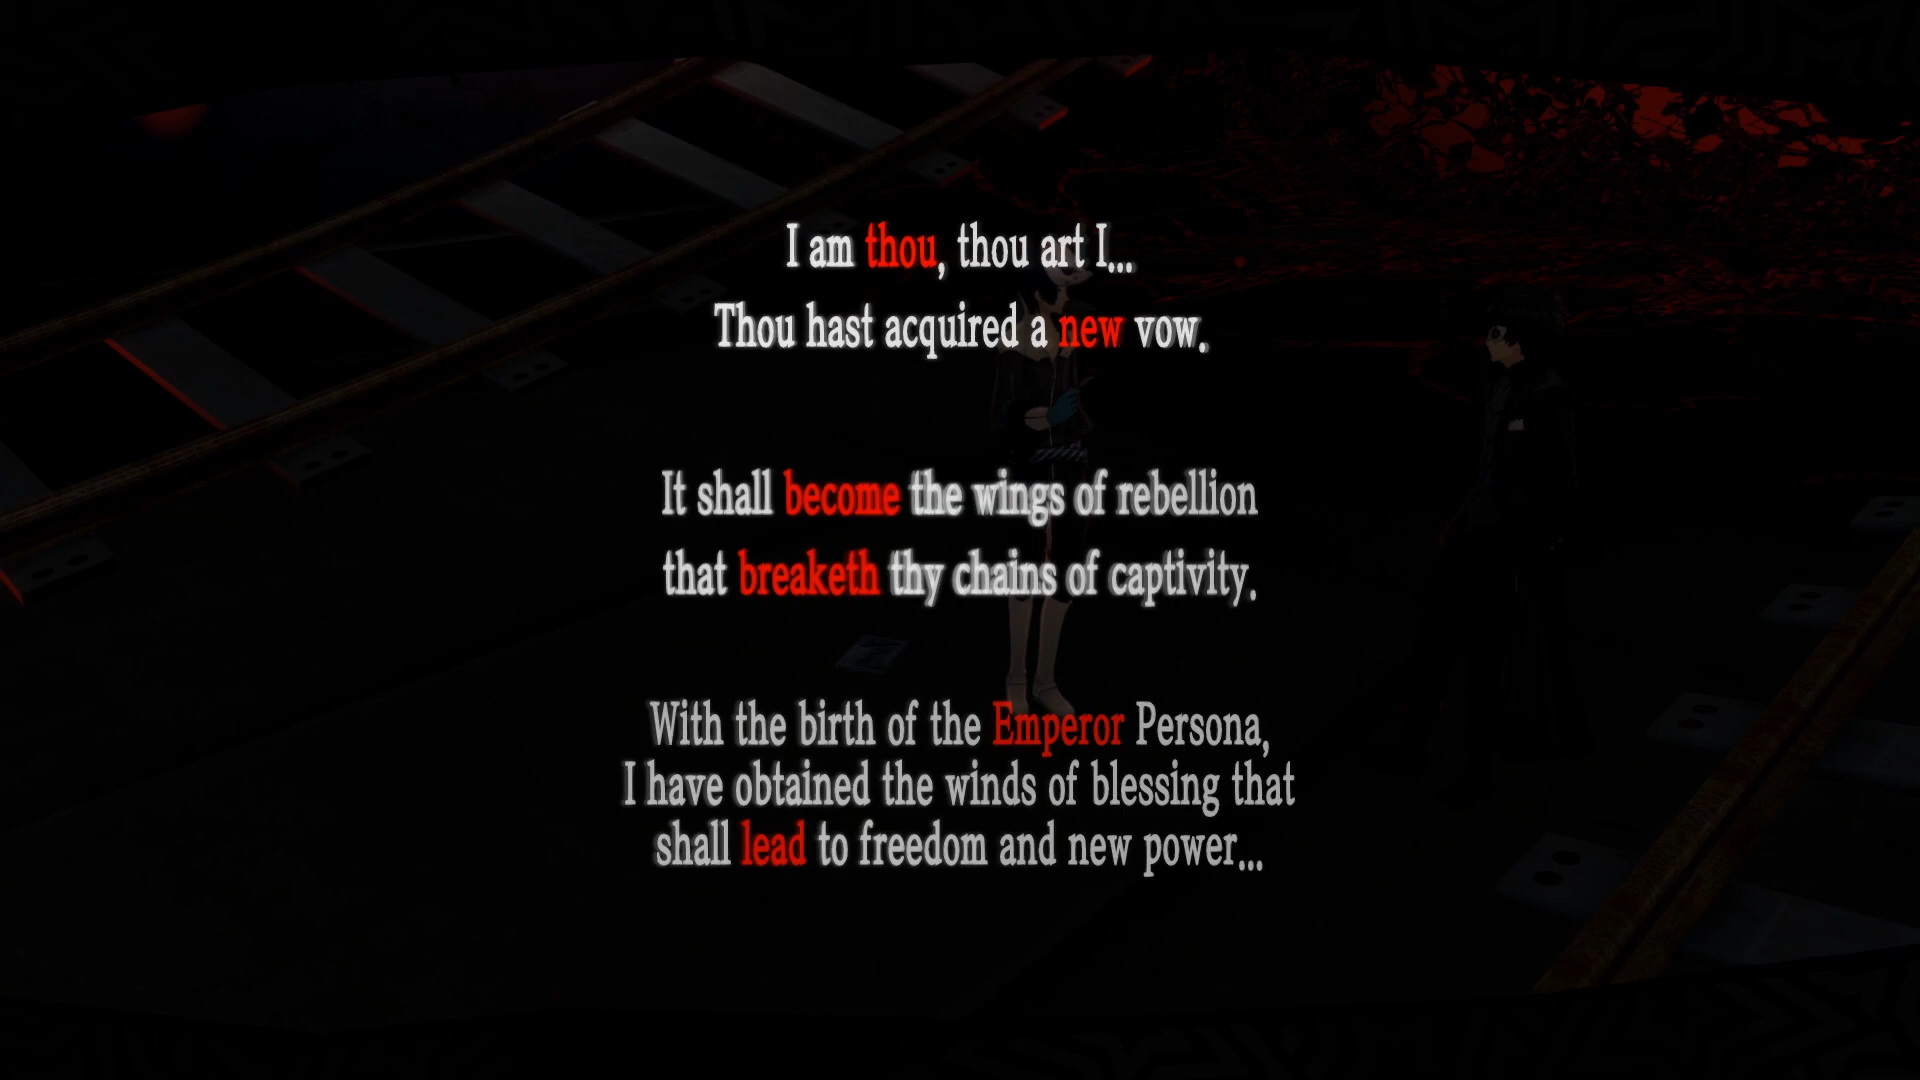 I am thou, thou art I...
Thou hast acquired a new vow.
It shall become the wings of rebellion
that breaketh thy chains of captivity.
With the birth of the Emperor Persona,
I have obtained the winds of blessing that
shall lead to freedom and new power...